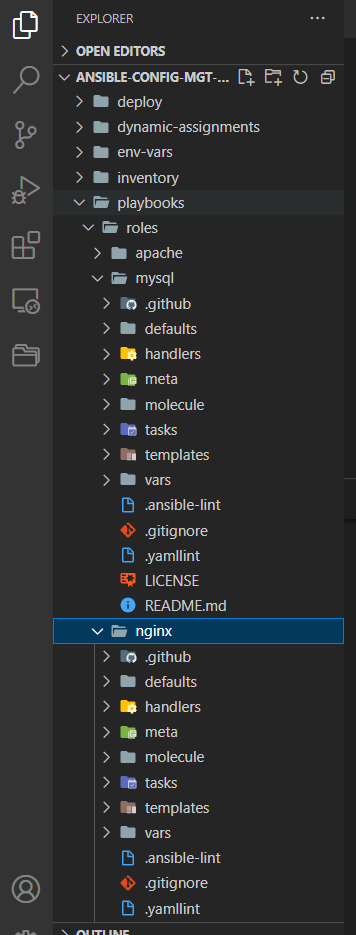 EXPLORER
OPEN EDITORS
ANSIBLE-CONFIG-MGT-...
deploy
dynamic-assignments
env-vars
inventory
playbooks
roles
apache
mysql
.github
defaults
handlers
meta
molecule
tasks
templates
vars
.ansible-lint
.gitignore
.yamllint
LICENSE
README.md
nginx
.github
defaults
handlers
meta
molecule
tasks
templates
vars
.ansible-lint
.gitignore
.yamllint
OUTLINE